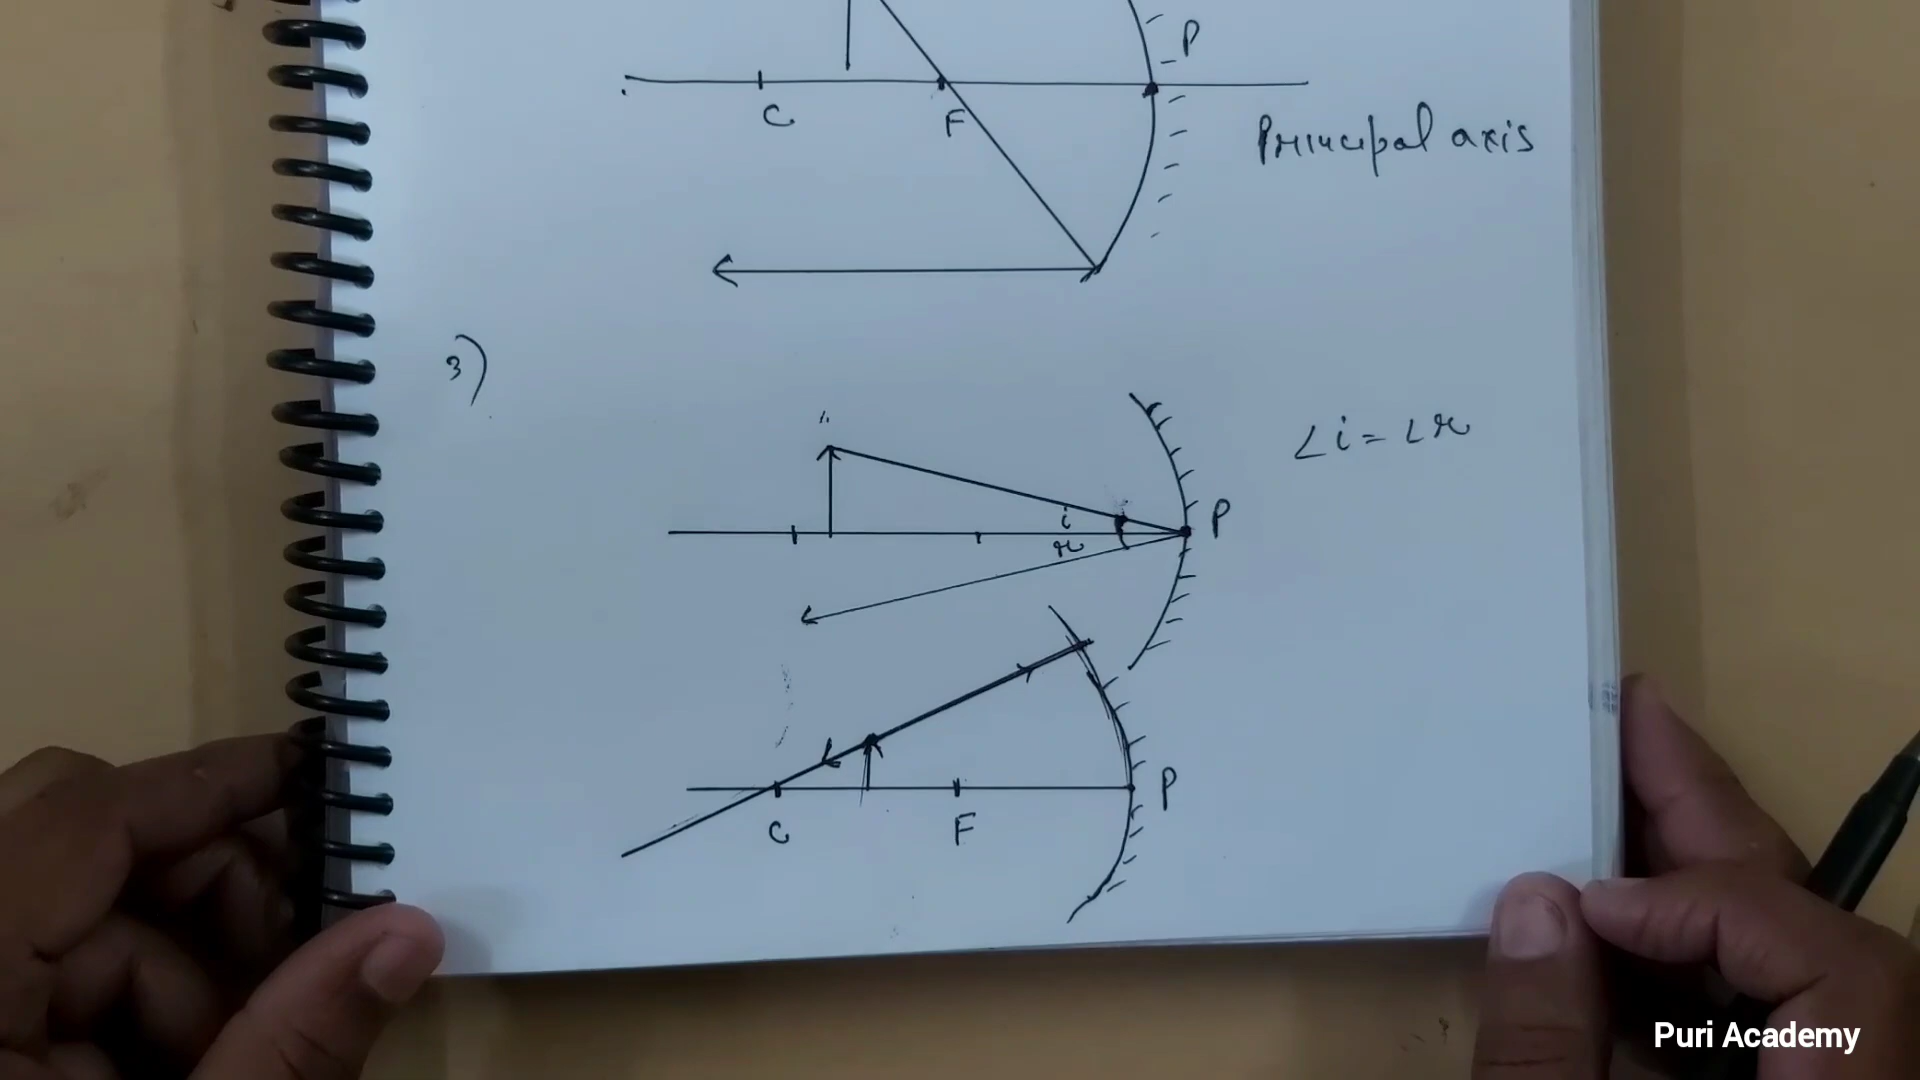 P
C F
Principal axis
3)
∠i = ∠r
i
P
r
P
C F
Puri Academy